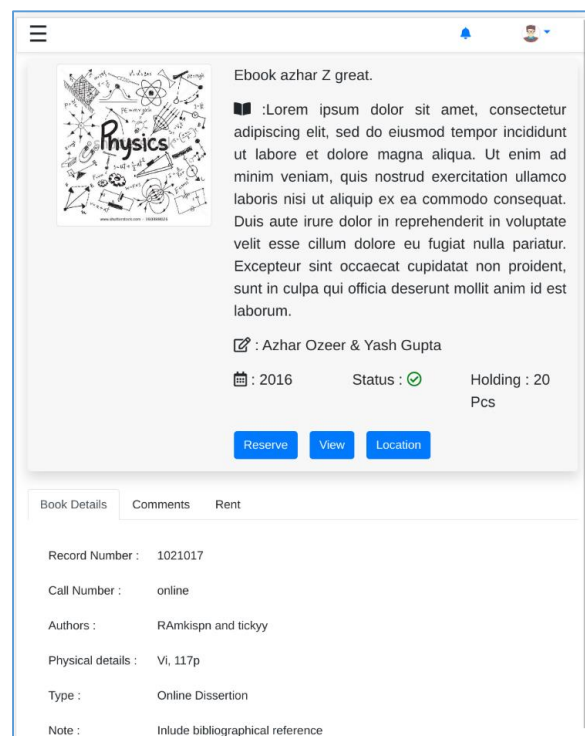 Physics
Ebook azhar Z great.
:Lorem ipsum dolor sit amet, consectetur
adipiscing elit, sed do eiusmod tempor incididunt
ut labore et dolore magna aliqua. Ut enim ad
minim veniam, quis nostrud exercitation ullamco
laboris nisi ut aliquip ex ea commodo consequat.
Duis aute irure dolor in reprehenderit in voluptate
velit esse cillum dolore eu fugiat nulla pariatur.
Excepteur sint occaecat cupidatat non proident,
sunt in culpa qui officia deserunt mollit anim id est
laborum.
: Azhar Ozeer & Yash Gupta
: 2016 Status : Holding : 20
Pcs
Reserve View Location
Book Details Comments Rent
Record Number : 1021017
Call Number : online
Authors : RAmkispn and tickyy
Physical details : Vi, 117p
Type : Online Dissertion
Note : Inlude bibliographical reference